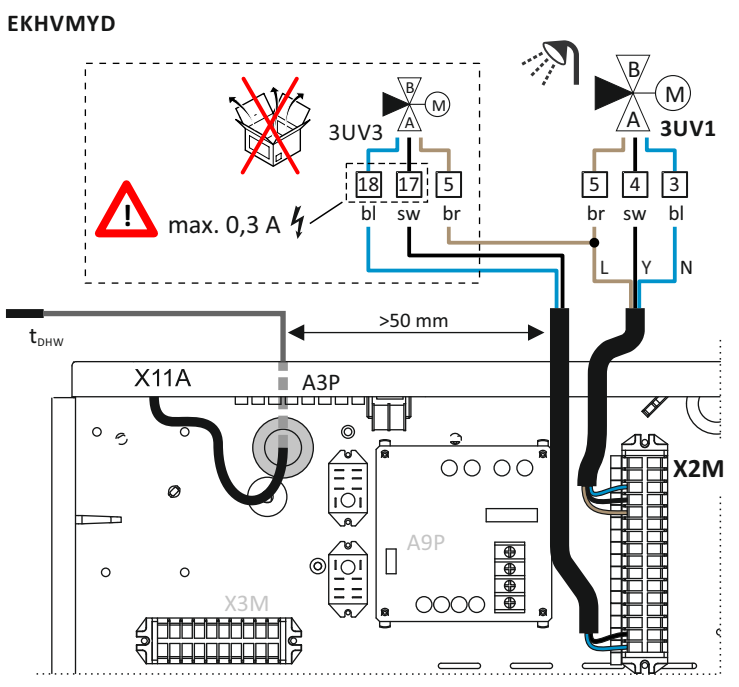 EKHVMYD
B
M
A
3UV3
B
M
A
3UV1
18 17 5
5 4 3
!
max. 0,3 A
bl sw br
br sw bl
L Y N
>50 mm
tDHW
X11A
A3P
X2M
A9P
X3M